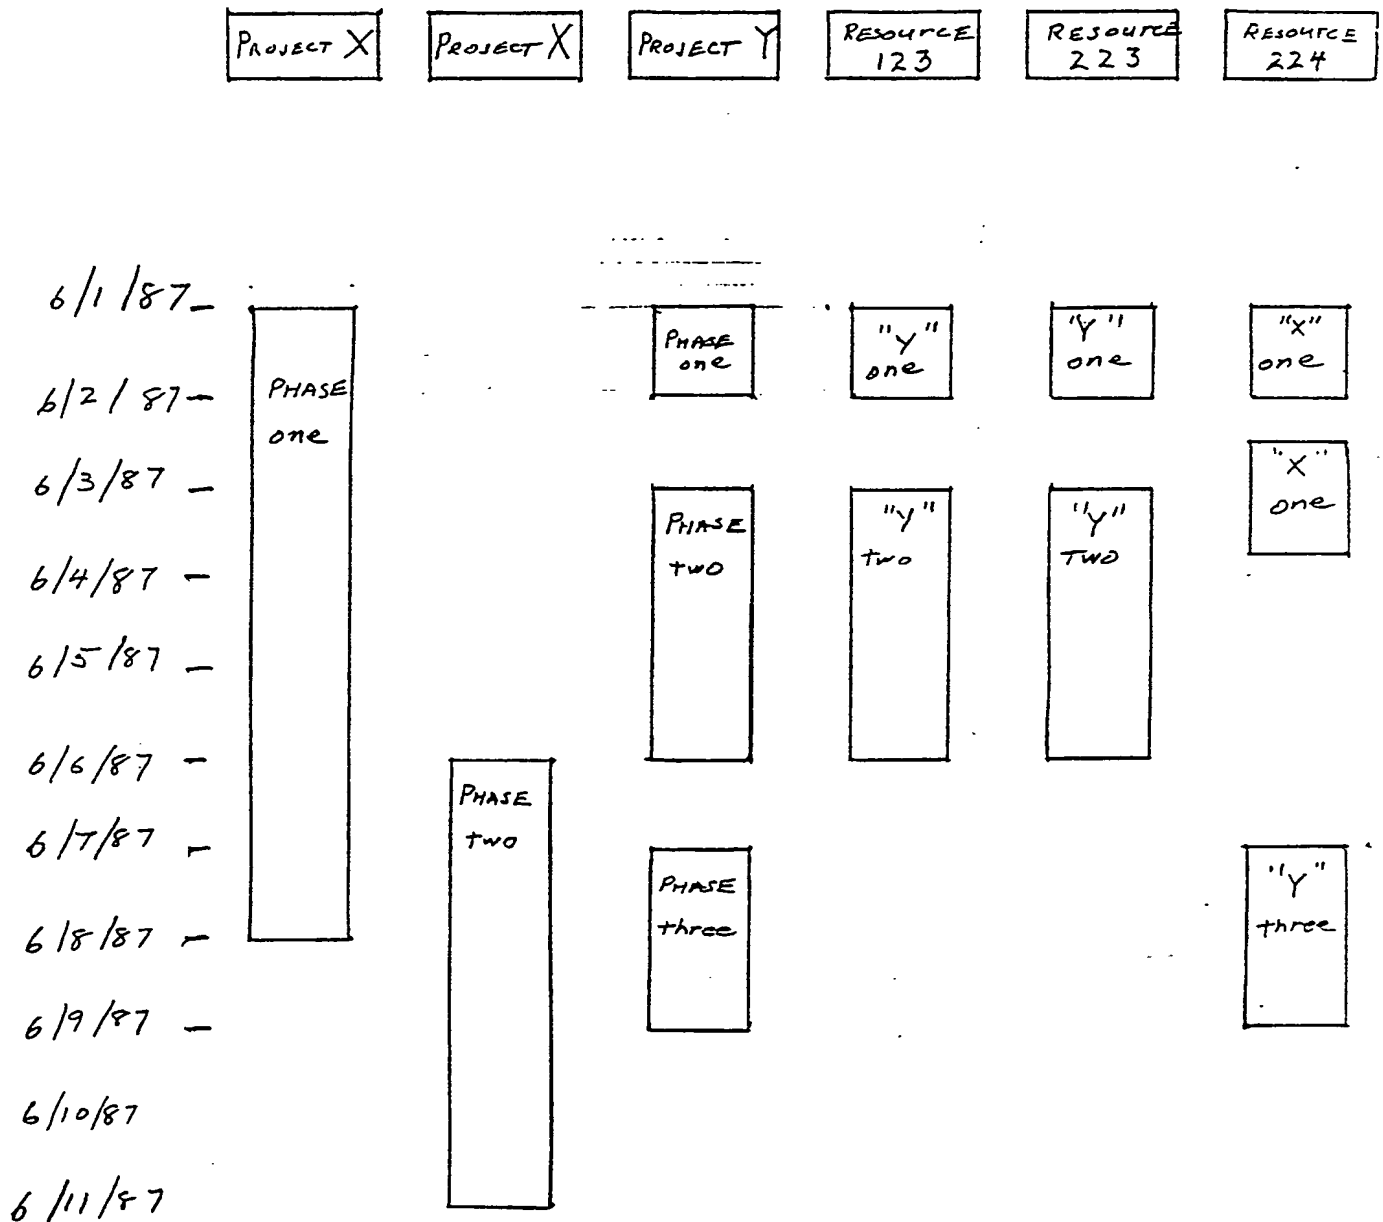 PROJECT X
PROJECT X
PROJECT Y
RESOURCE
123
RESOURCE
223
RESOURCE
224
6/1/87
6/2/87
6/3/87
6/4/87
6/5/87
6/6/87
6/7/87
6/8/87
6/9/87
6/10/87
6/11/87
PHASE
one
PHASE
two
PHASE
one
PHASE
two
PHASE
three
"Y"
one
"Y"
two
"Y"
one
"Y"
TWO
"X"
one
"X"
one
"Y"
three